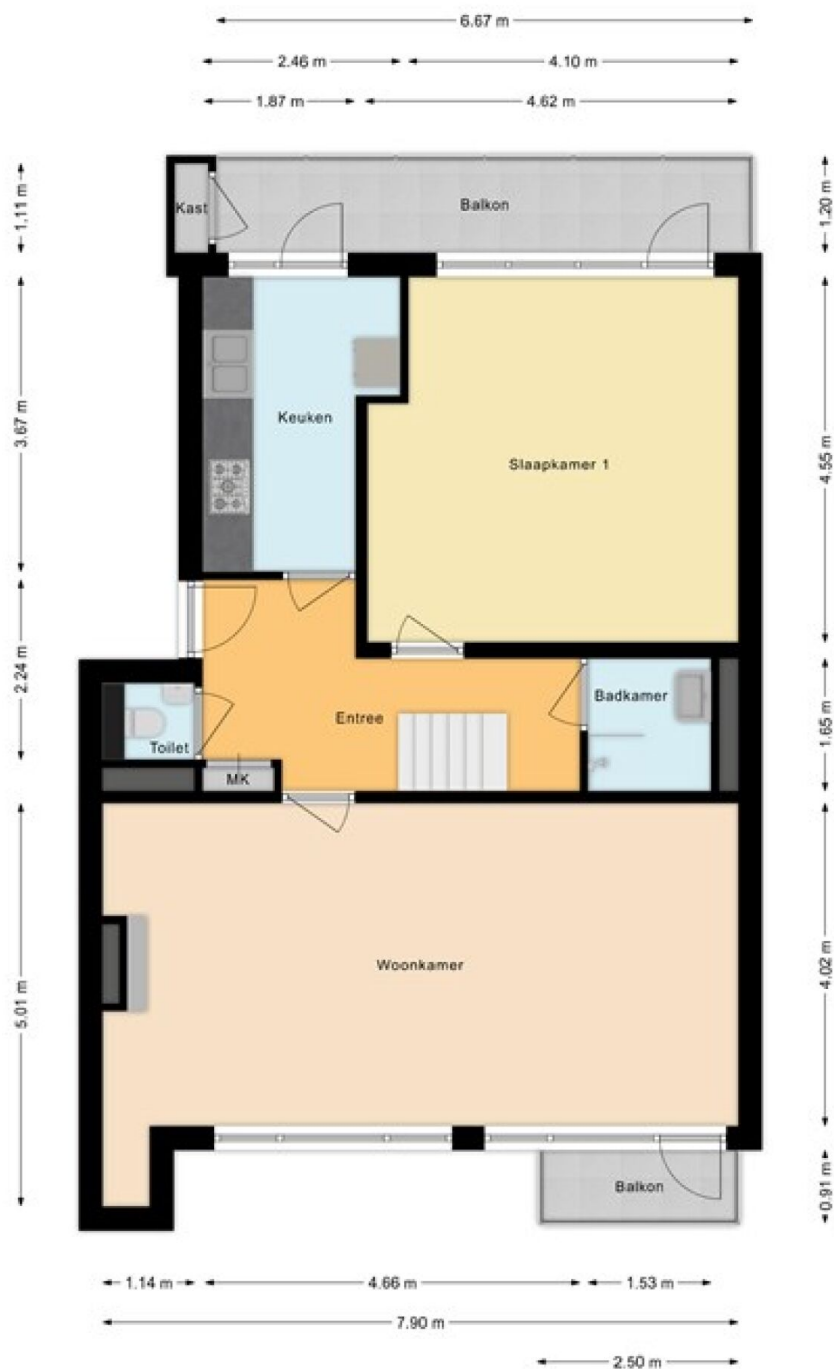 6.67 m
2.46 m
4.10 m
1.87 m
4.62 m
1.11 m
Kast
Balkon
1.20 m
3.67 m
Keuken
Slaapkamer 1
4.55 m
2.24 m
Toilet
MK
Entree
Badkamer
1.65 m
5.01 m
Woonkamer
4.02 m
Balkon
0.91 m
1.14 m
4.66 m
1.53 m
7.90 m
2.50 m